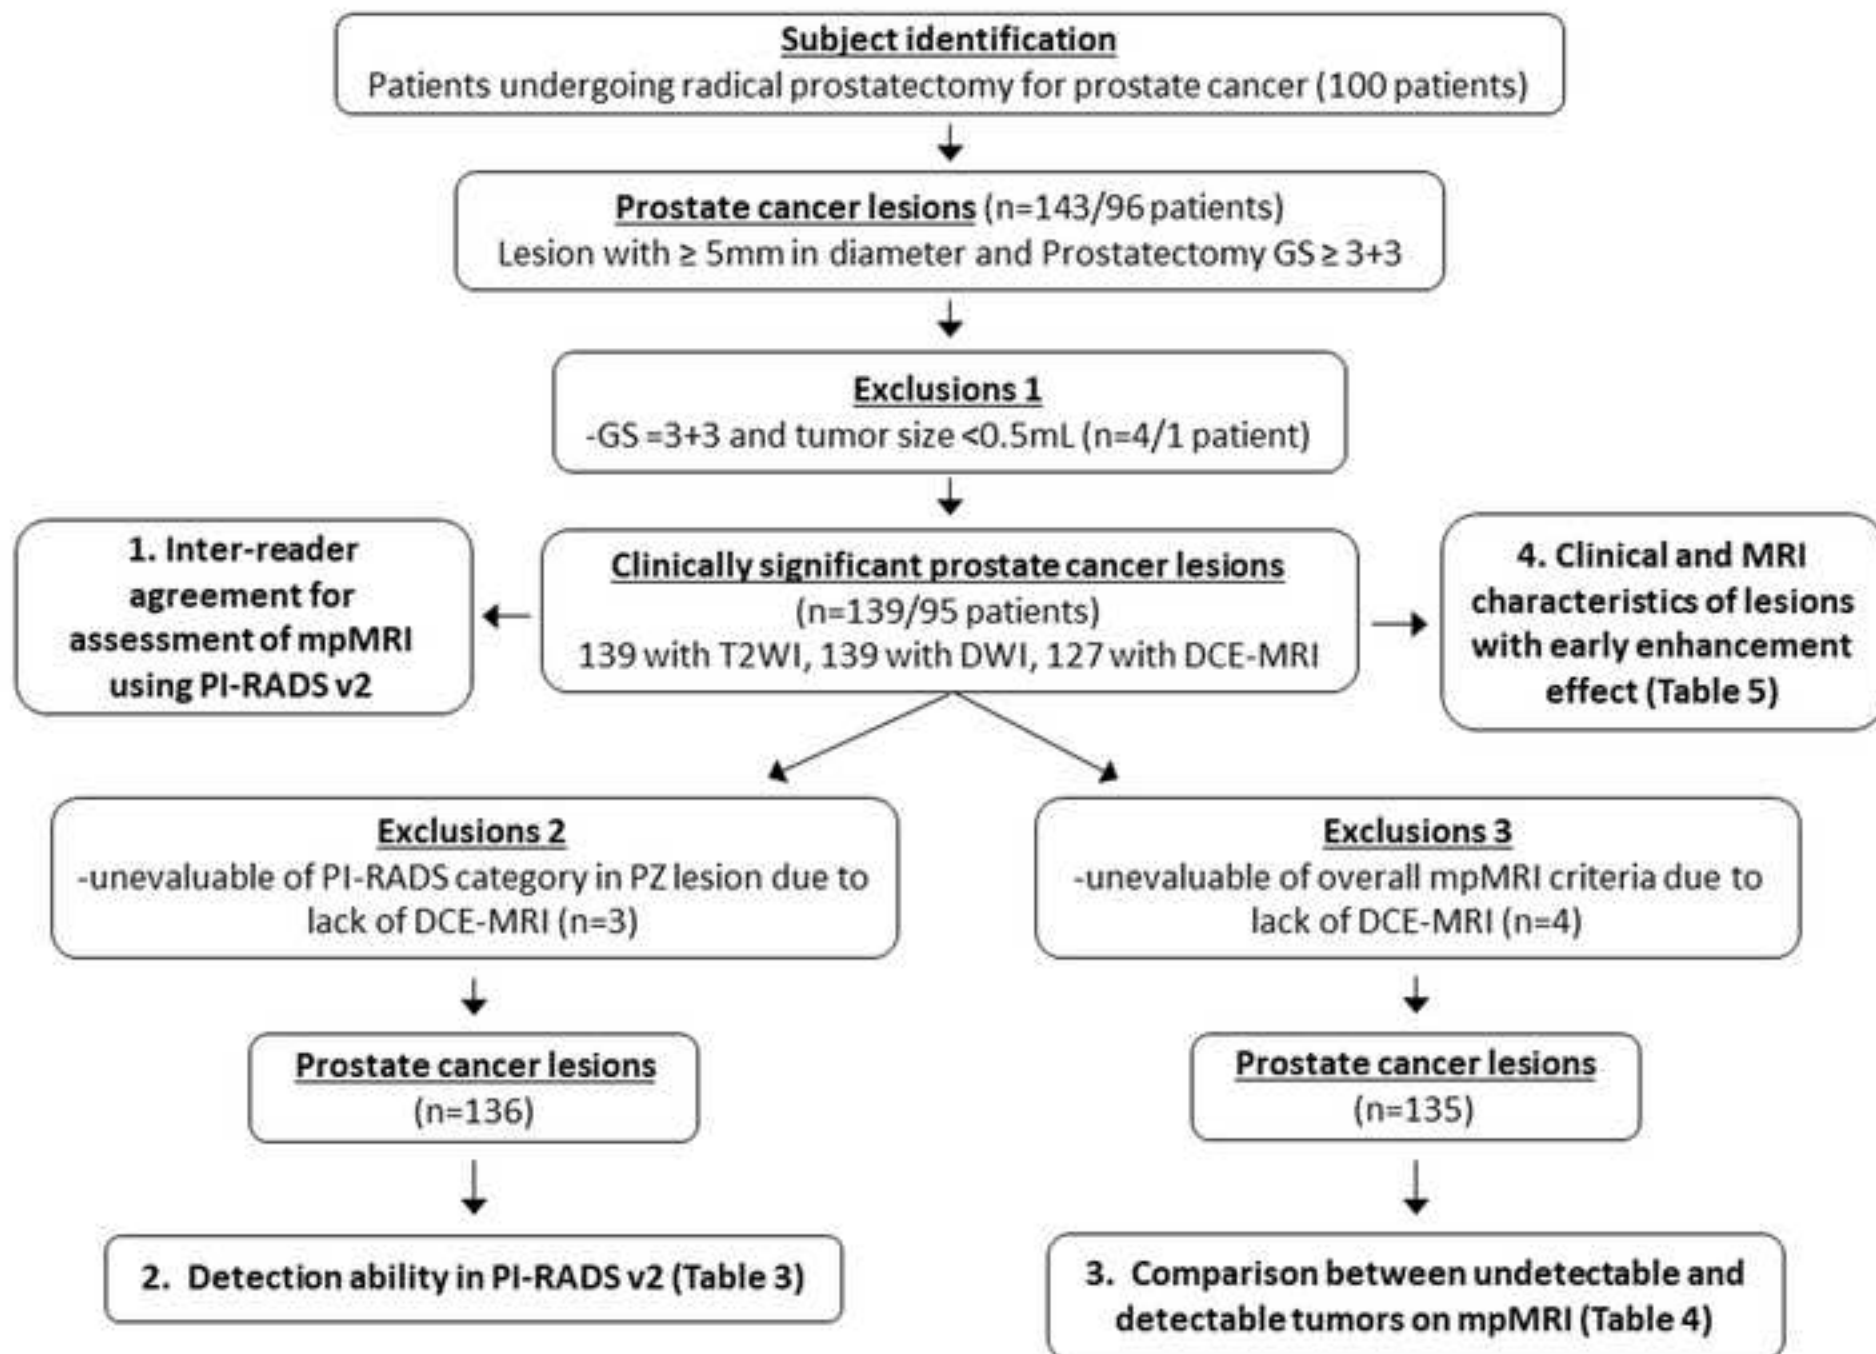 Subject identification
Patients undergoing radical prostatectomy for prostate cancer (100 patients)
Prostate cancer lesions (n=143/96 patients)
Lesion with ≥ 5mm in diameter and Prostatectomy GS ≥ 3+3
Exclusions 1
-GS =3+3 and tumor size <0.5mL (n=4/1 patient)
1. Inter-reader
agreement for
assessment of mpMRI
using PI-RADS v2
Clinically significant prostate cancer lesions
(n=139/95 patients)
139 with T2WI, 139 with DWI, 127 with DCE-MRI
4. Clinical and MRI
characteristics of lesions
with early enhancement
effect (Table 5)
Exclusions 2
-unevaluable of PI-RADS category in PZ lesion due to
lack of DCE-MRI (n=3)
Exclusions 3
-unevaluable of overall mpMRI criteria due to
lack of DCE-MRI (n=4)
Prostate cancer lesions
(n=136)
Prostate cancer lesions
(n=135)
2. Detection ability in PI-RADS v2 (Table 3)
3. Comparison between undetectable and
detectable tumors on mpMRI (Table 4)